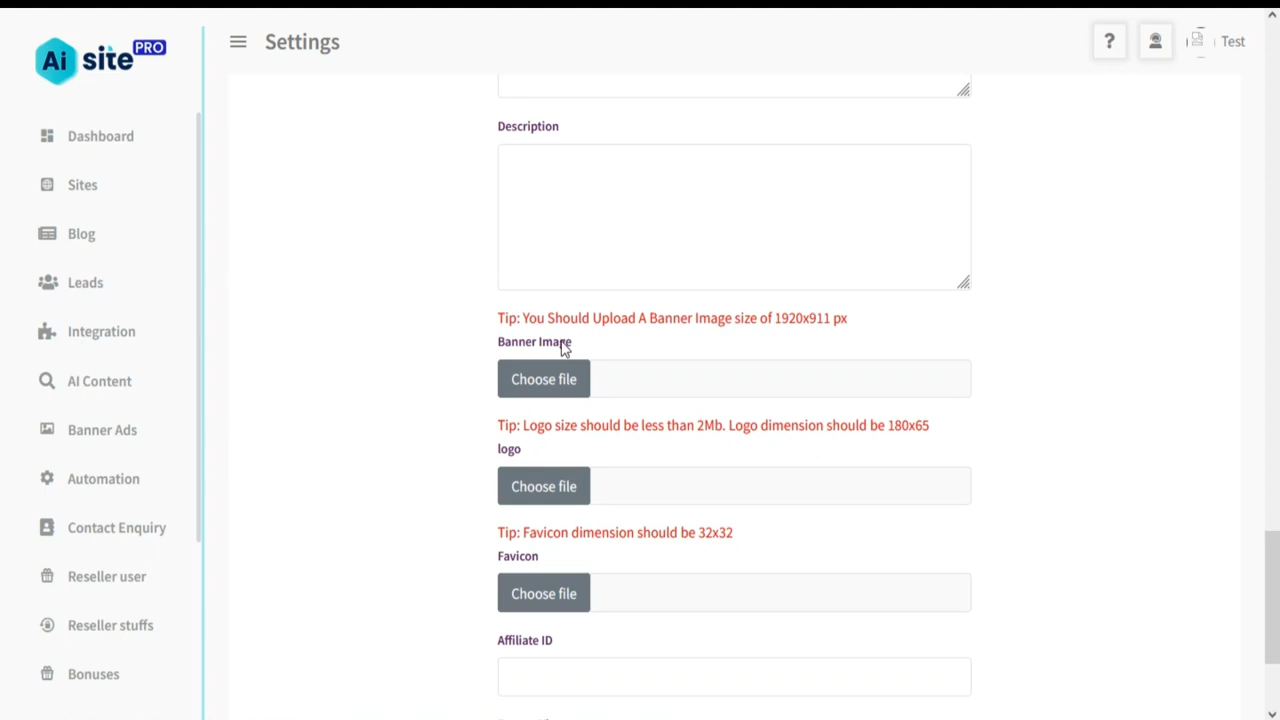 Ai site PRO
Settings
?
Test
Dashboard
Sites
Blog
Leads
Integration
AI Content
Banner Ads
Automation
Contact Enquiry
Reseller user
Reseller stuffs
Bonuses
Description
Tip: You Should Upload A Banner Image size of 1920x911 px
Banner Image
Choose file
Tip: Logo size should be less than 2Mb. Logo dimension should be 180x65
logo
Choose file
Tip: Favicon dimension should be 32x32
Favicon
Choose file
Affiliate ID